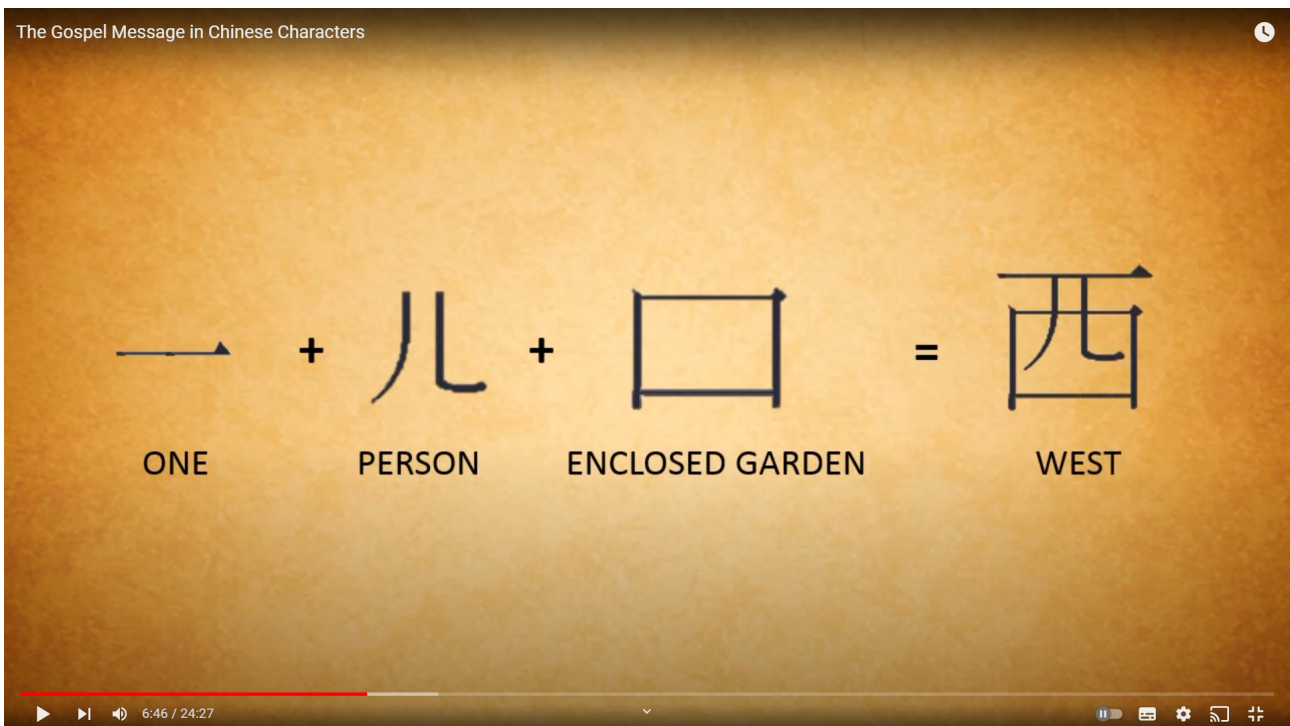 The Gospel Message in Chinese Characters
一 + 儿 + 口 = 西
ONE PERSON ENCLOSED GARDEN WEST
6:46 / 24:27